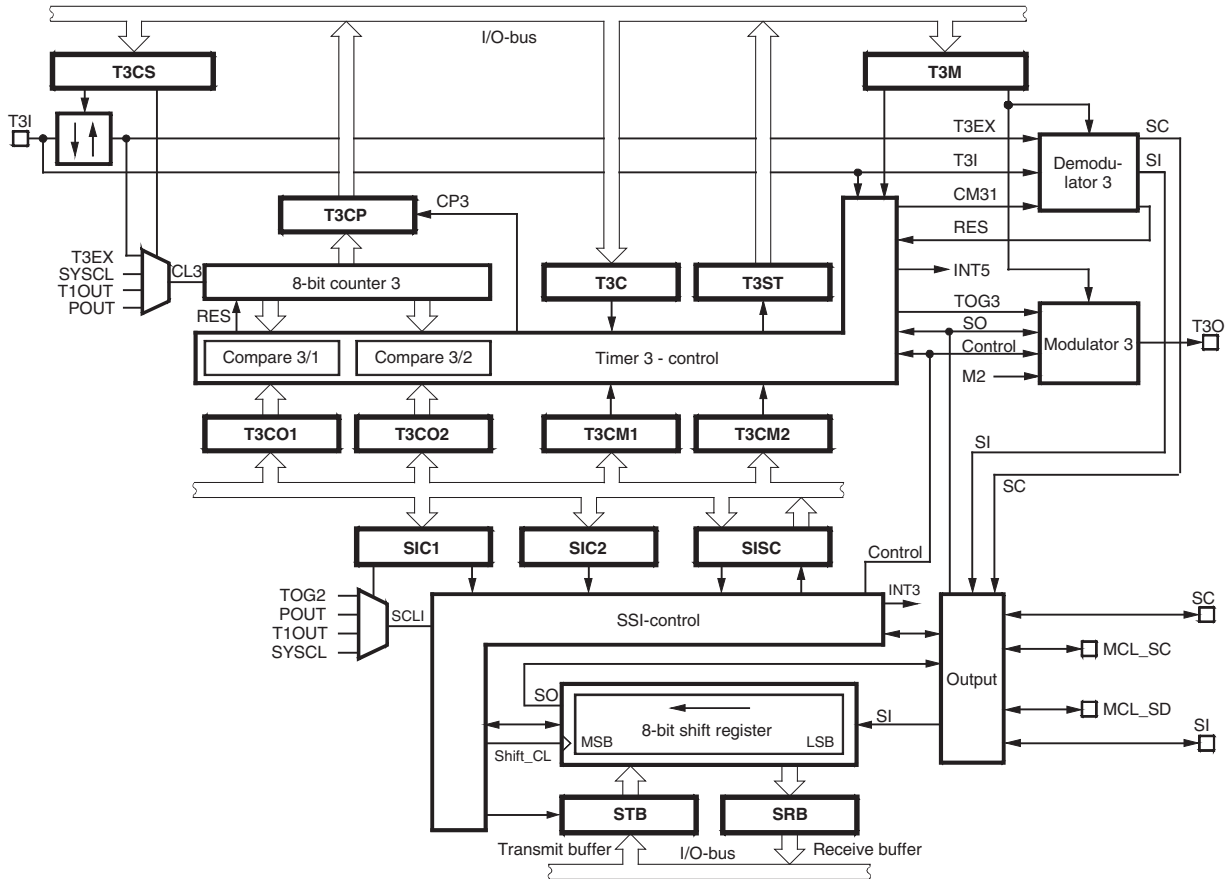 I/O-bus
T3CS
T3M
T3I
T3EX
SC
T3I
SI
Demodu-
lator 3
CP3
CM31
T3CP
RES
T3EX
SYSCL
T1OUT
POUT
CL3
8-bit counter 3
T3C
T3ST
INT5
RES
TOG3
SO
Control
M2
Modulator 3
T3O
Compare 3/1
Compare 3/2
Timer 3 - control
T3CO1
T3CO2
T3CM1
T3CM2
SI
SC
SIC1
SIC2
SISC
Control
TOG2
POUT
T1OUT
SYSCL
SCLI
SSI-control
INT3
SC
MCL_SC
Output
SO
8-bit shift register
MSB
LSB
SI
MCL_SD
SI
Shift_CL
STB
SRB
Transmit buffer
I/O-bus
Receive buffer